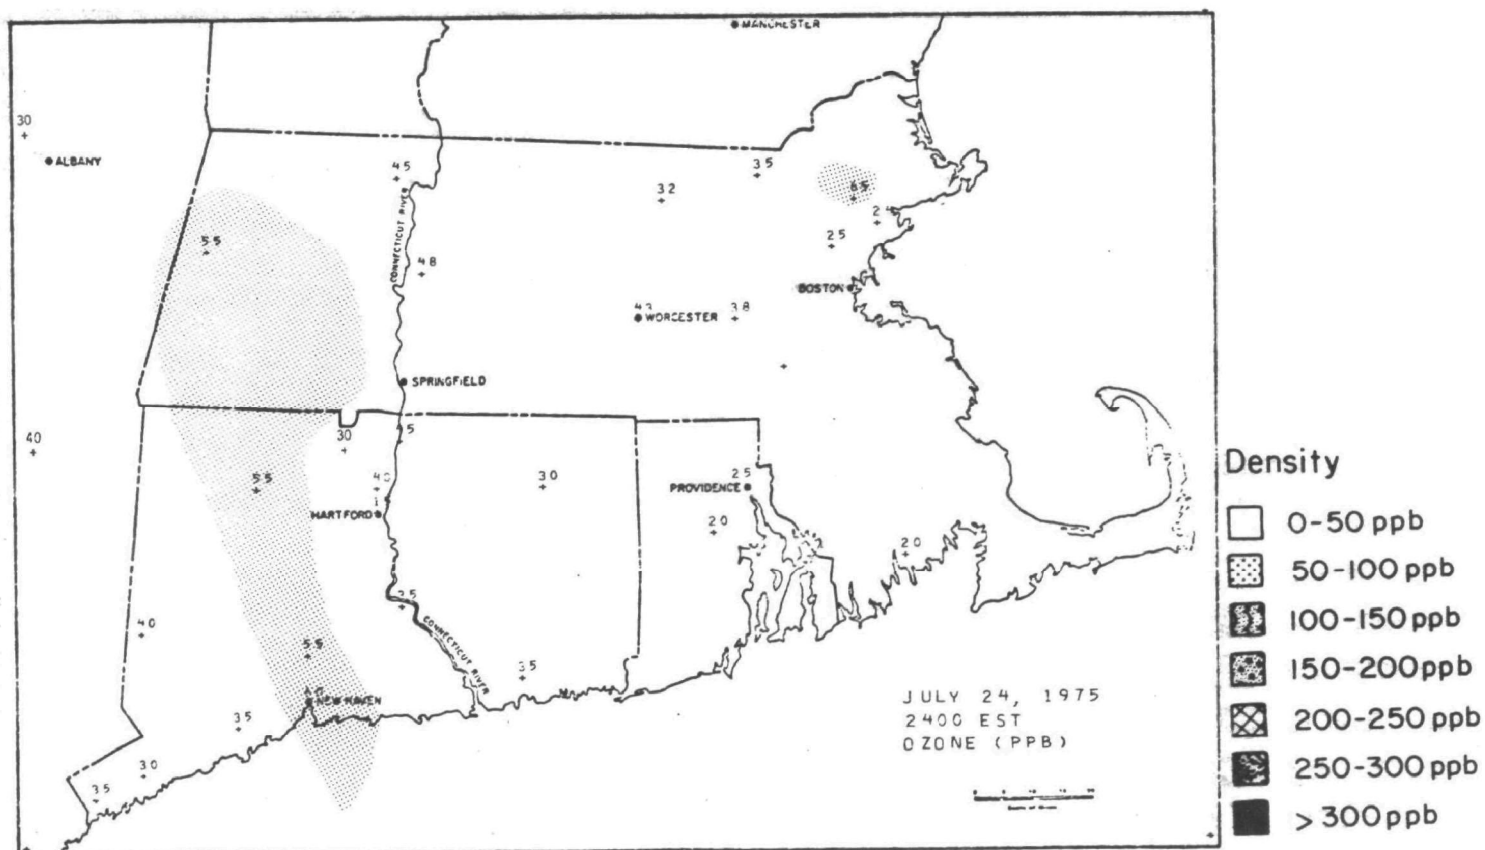 MANCHESTER
30
ALBANY
45
32
35
65
24
25
55
48
CONNECTICUT RIVER
BOSTON
43
WORCESTER
38
SPRINGFIELD
40
30
45
55
40
30
25
PROVIDENCE
HARTFORD
20
20
40
35
CONNECTICUT RIVER
55
35
NEW HAVEN
35
30
35
JULY 24, 1975
2400 EST
OZONE (PPB)
Density
0-50 ppb
50-100 ppb
100-150 ppb
150-200 ppb
200-250 ppb
250-300 ppb
> 300 ppb